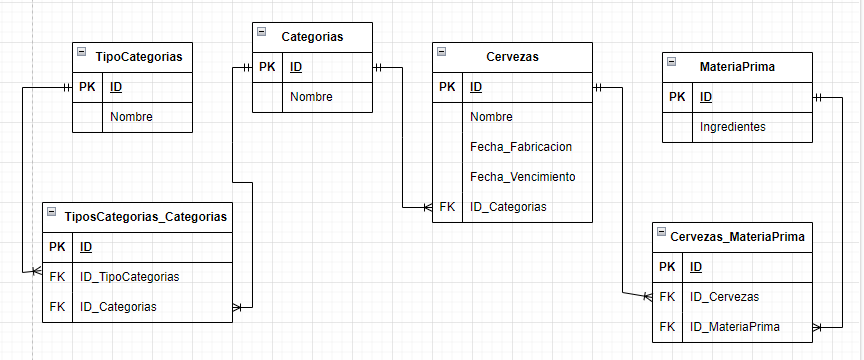 TipoCategorias
PK ID
Nombre
Categorias
PK ID
Nombre
Cervezas
PK ID
Nombre
Fecha_Fabricacion
Fecha_Vencimiento
FK ID_Categorias
MateriaPrima
PK ID
Ingredientes
TiposCategorias_Categorias
PK ID
FK ID_TipoCategorias
FK ID_Categorias
Cervezas_MateriaPrima
PK ID
FK ID_Cervezas
FK ID_MateriaPrima